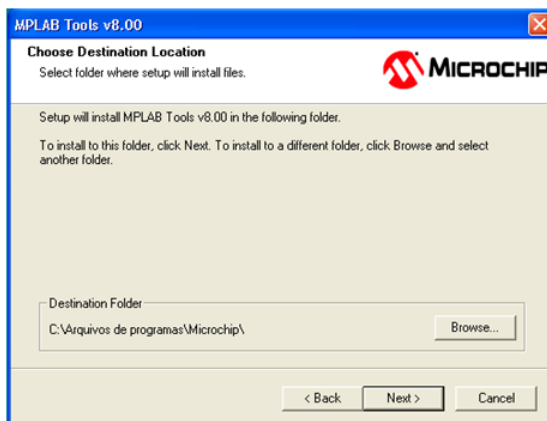 MPLAB Tools v8.00
Choose Destination Location
Select folder where setup will install files.
MICROCHIP
Setup will install MPLAB Tools v8.00 in the following folder.
To install to this folder, click Next. To install to a different folder, click Browse and select
another folder.
Destination Folder
C:\Arquivos de programas\Microchip\
Browse...
< Back
Next >
Cancel